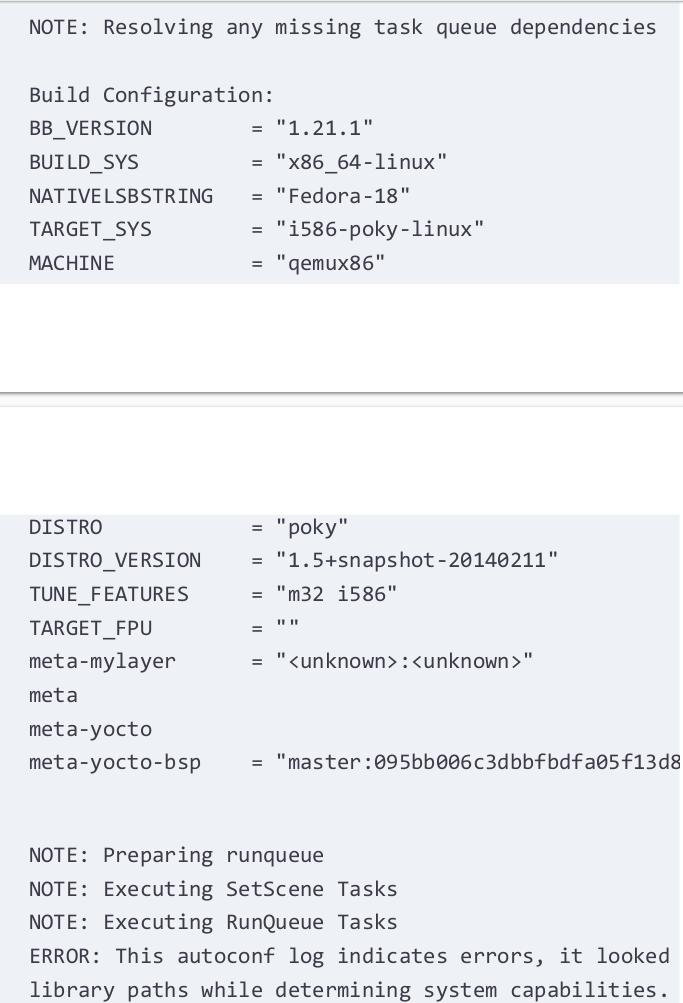 NOTE: Resolving any missing task queue dependencies
Build Configuration:
BB_VERSION = "1.21.1"
BUILD_SYS = "x86_64-linux"
NATIVELSBSTRING = "Fedora-18"
TARGET_SYS = "i586-poky-linux"
MACHINE = "qemux86"
DISTRO = "poky"
DISTRO_VERSION = "1.5+snapshot-20140211"
TUNE_FEATURES = "m32 i586"
TARGET_FPU = ""
meta-mylayer = "<unknown>:<unknown>"
meta
meta-yocto
meta-yocto-bsp = "master:095bb006c3dbbfbdfa05f13d8
NOTE: Preparing runqueue
NOTE: Executing SetScene Tasks
NOTE: Executing RunQueue Tasks
ERROR: This autoconf log indicates errors, it looked
library paths while determining system capabilities.